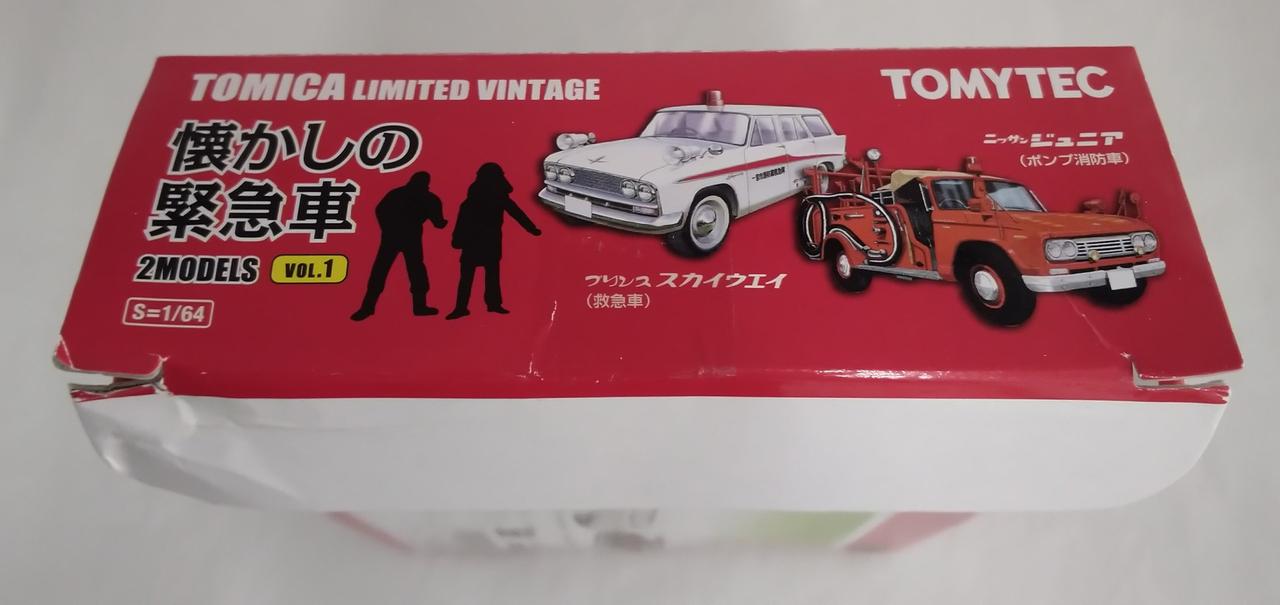 TOMICA LIMITED VINTAGE
TOMYTEC
懐かしの
緊急車
2MODELS VOL.1
S=1/64
プリンス スカイウエイ
(救急車)
ニッサン ジュニア
(ポンプ消防車)